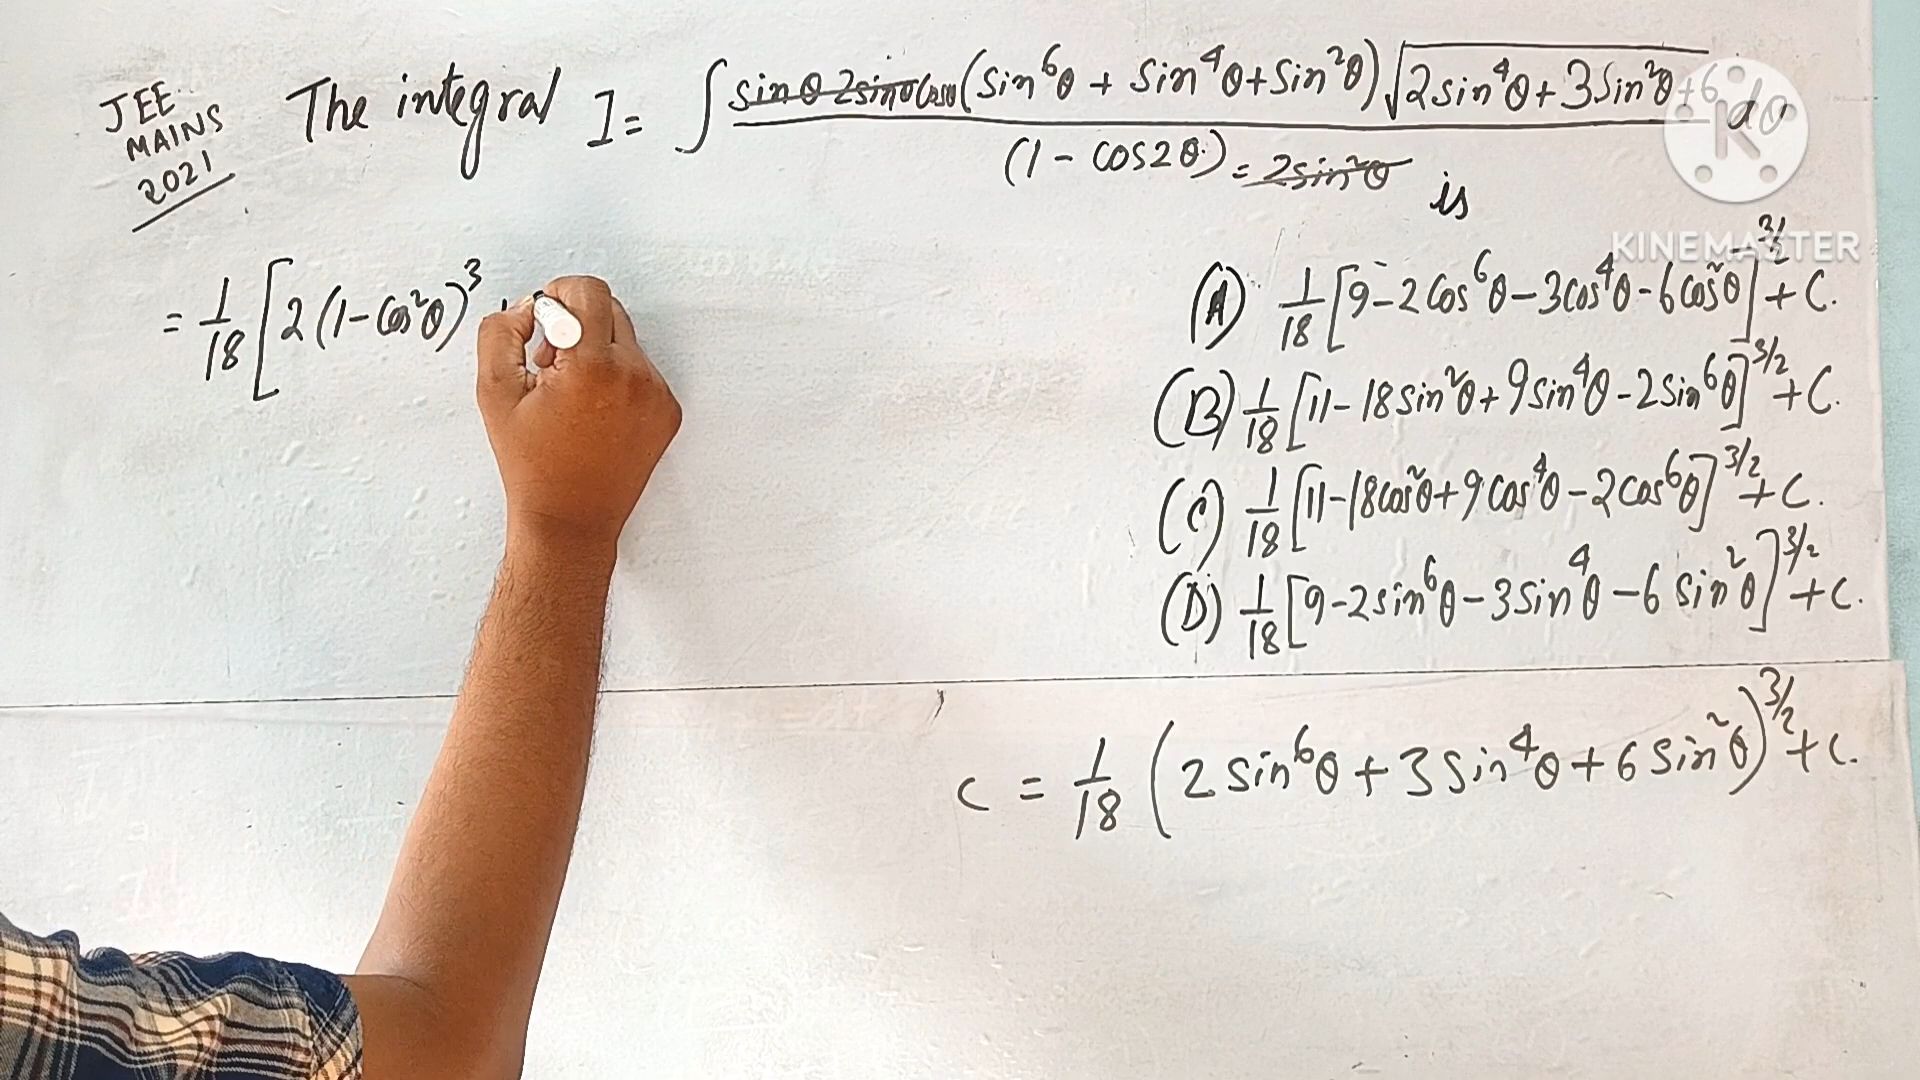 JEE MAINS 2021
The integral I = ∫ sinθ 2sinθcosθ (sin⁶θ + sin⁴θ + sin²θ) √2sin⁴θ + 3sin²θ + 6 dθ
(1 - cos2θ) = 2sin²θ is
K
KINEMASTER
= 1/18 [2(1-cos²θ)³
(A) 1/18 [9 - 2cos⁶θ - 3cos⁴θ - 6cos²θ]^3/2 + C.
(B) 1/18 [11 - 18sin²θ + 9sin⁴θ - 2sin⁶θ]^3/2 + C.
(C) 1/18 [11 - 18cos²θ + 9cos⁴θ - 2cos⁶θ]^3/2 + C.
(D) 1/18 [9 - 2sin⁶θ - 3sin⁴θ - 6sin²θ]^3/2 + C.
C = 1/18 (2sin⁶θ + 3sin⁴θ + 6sin²θ)^3/2 + C.